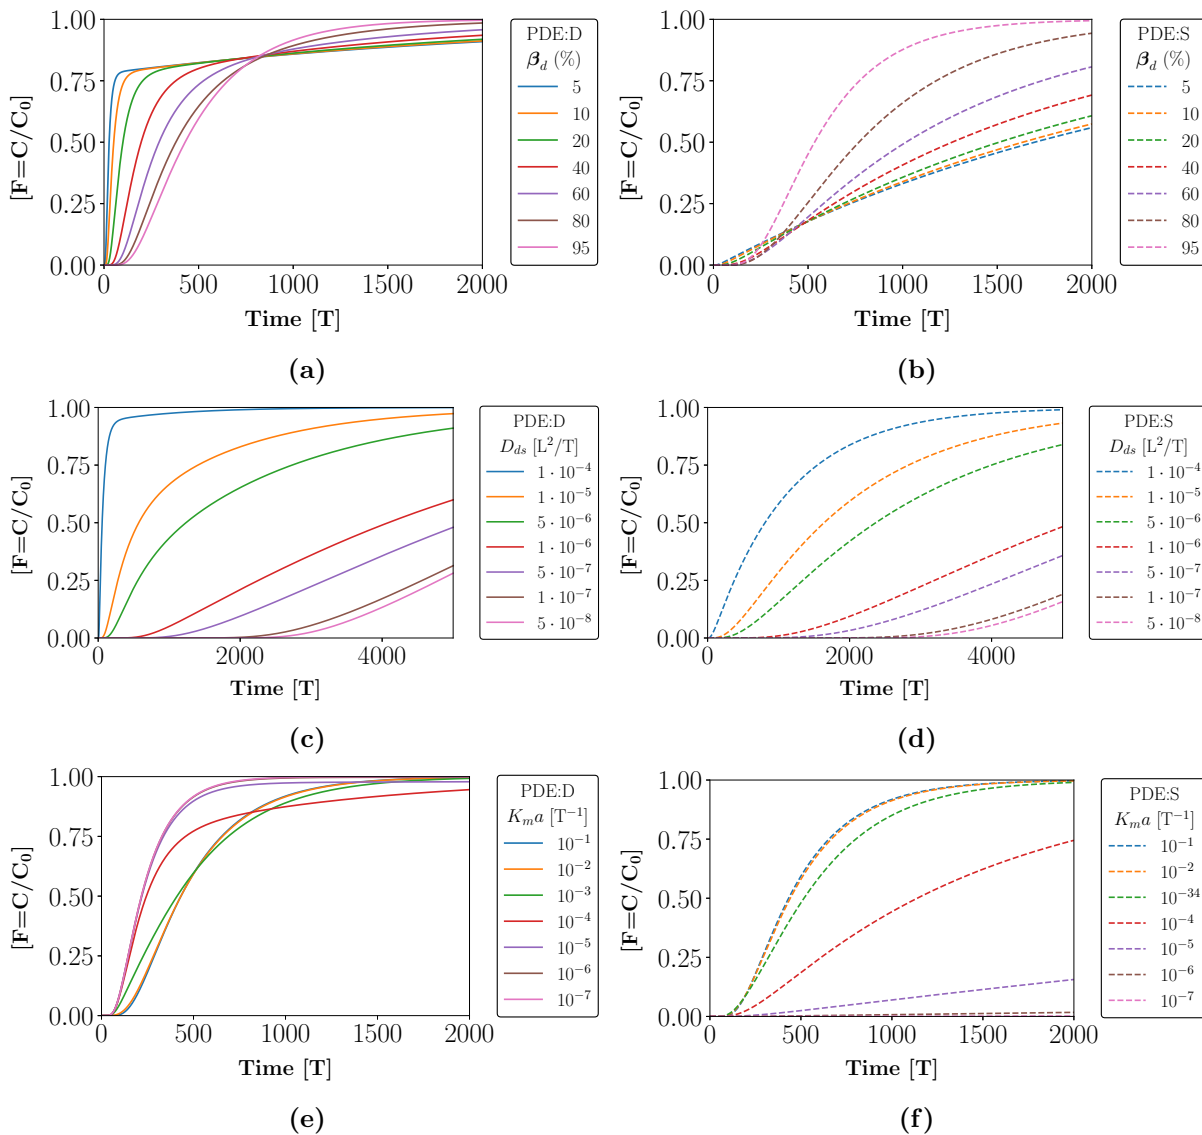 [F=C/C₀]
1.00
0.75
0.50
0.25
0.00
0 500 1000 1500 2000
Time [T]
PDE:D
β_d (%)
5
10
20
40
60
80
95
(a)
[F=C/C₀]
1.00
0.75
0.50
0.25
0.00
0 500 1000 1500 2000
Time [T]
PDE:S
β_d (%)
5
10
20
40
60
80
95
(b)
[F=C/C₀]
1.00
0.75
0.50
0.25
0.00
0 2000 4000
Time [T]
PDE:D
D_ds [L²/T]
1 · 10⁻⁴
1 · 10⁻⁵
5 · 10⁻⁶
1 · 10⁻⁶
5 · 10⁻⁷
1 · 10⁻⁷
5 · 10⁻⁸
(c)
[F=C/C₀]
1.00
0.75
0.50
0.25
0.00
0 2000 4000
Time [T]
PDE:S
D_ds [L²/T]
1 · 10⁻⁴
1 · 10⁻⁵
5 · 10⁻⁶
1 · 10⁻⁶
5 · 10⁻⁷
1 · 10⁻⁷
5 · 10⁻⁸
(d)
[F=C/C₀]
1.00
0.75
0.50
0.25
0.00
0 500 1000 1500 2000
Time [T]
PDE:D
K_m a [T⁻¹]
10⁻¹
10⁻²
10⁻³
10⁻⁴
10⁻⁵
10⁻⁶
10⁻⁷
(e)
[F=C/C₀]
1.00
0.75
0.50
0.25
0.00
0 500 1000 1500 2000
Time [T]
PDE:S
K_m a [T⁻¹]
10⁻¹
10⁻²
10⁻³⁴
10⁻⁴
10⁻⁵
10⁻⁶
10⁻⁷
(f)